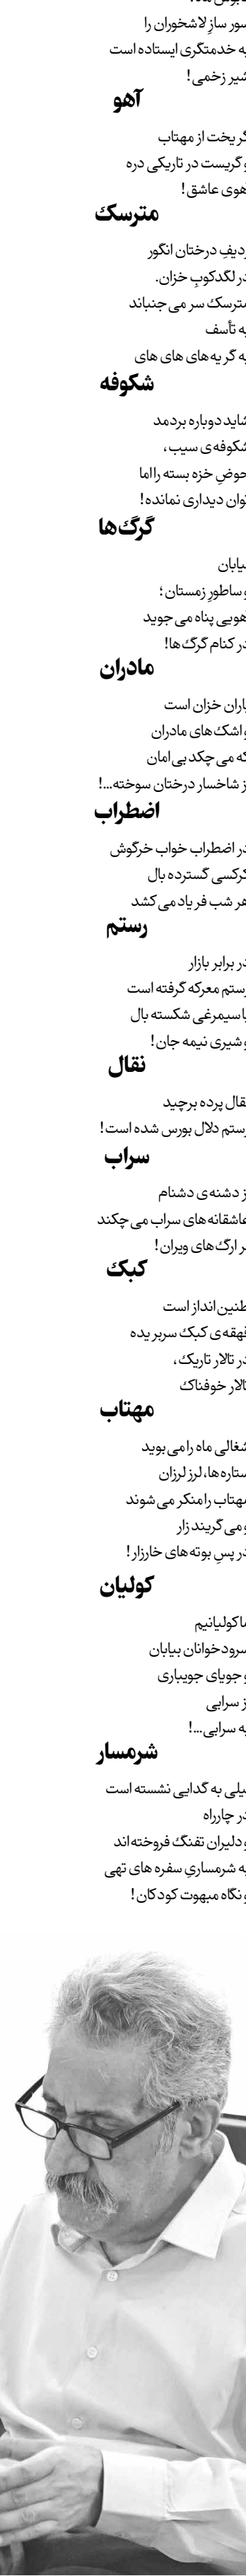 سور ساز لاشخوران را
به خدمتگری ایستاده است
شیر زخمی!
آهو
گریخت از مهتاب
و گریست در تاریکی دره
آهوی عاشق!
مترسک
ردیف درختان انگور
در لگدکوب خزان.
مترسک سر می جنباند
به تأسف
به گریه های های های
شکوفه
شاید دوباره بردمد
شکوفه ی سیب،
حوض خزه بسته را اما
توان دیداری نمانده!
گرگ ها
بیابان
و ساطور زمستان؛
آهویی پناه می جوید
در کنام گرگ ها!
مادران
باران خزان است
و اشک های مادران
که می چکد بی امان
از شاخسار درختان سوخته...!
اضطراب
در اضطراب خواب خرگوش
کرکسی گسترده بال
هر شب فریاد می کشد
رستم
در برابر بازار
رستم معرکه گرفته است
با سیمرغی شکسته بال
و شیری نیمه جان!
نقال
نقال پرده برچید
رستم دلال بورس شده است!
سراب
از دشنه ی دشنام
عاشقانه های سراب می چکند
بر ارگ های ویران!
کبک
طنین انداز است
قهقه ی کبک سربریده
در تالار تاریک،
تالار خوفناک
مهتاب
شغالی ماه را می بوید
ستاره ها، لرز لرزان
مهتاب را منکر می شوند
و می گریند زار
در پسِ بوته های خارزار!
کولیان
ما کولیانیم
سرودخوانان بیابان
و جویای جویباری
از سرابی
به سرابی...!
شرمسار
لیلی به گدایی نشسته است
در چارراه
و دلیران تفنگ فروخته اند
به شرمساریِ سفره های تهی
و نگاه مبهوت کودکان!